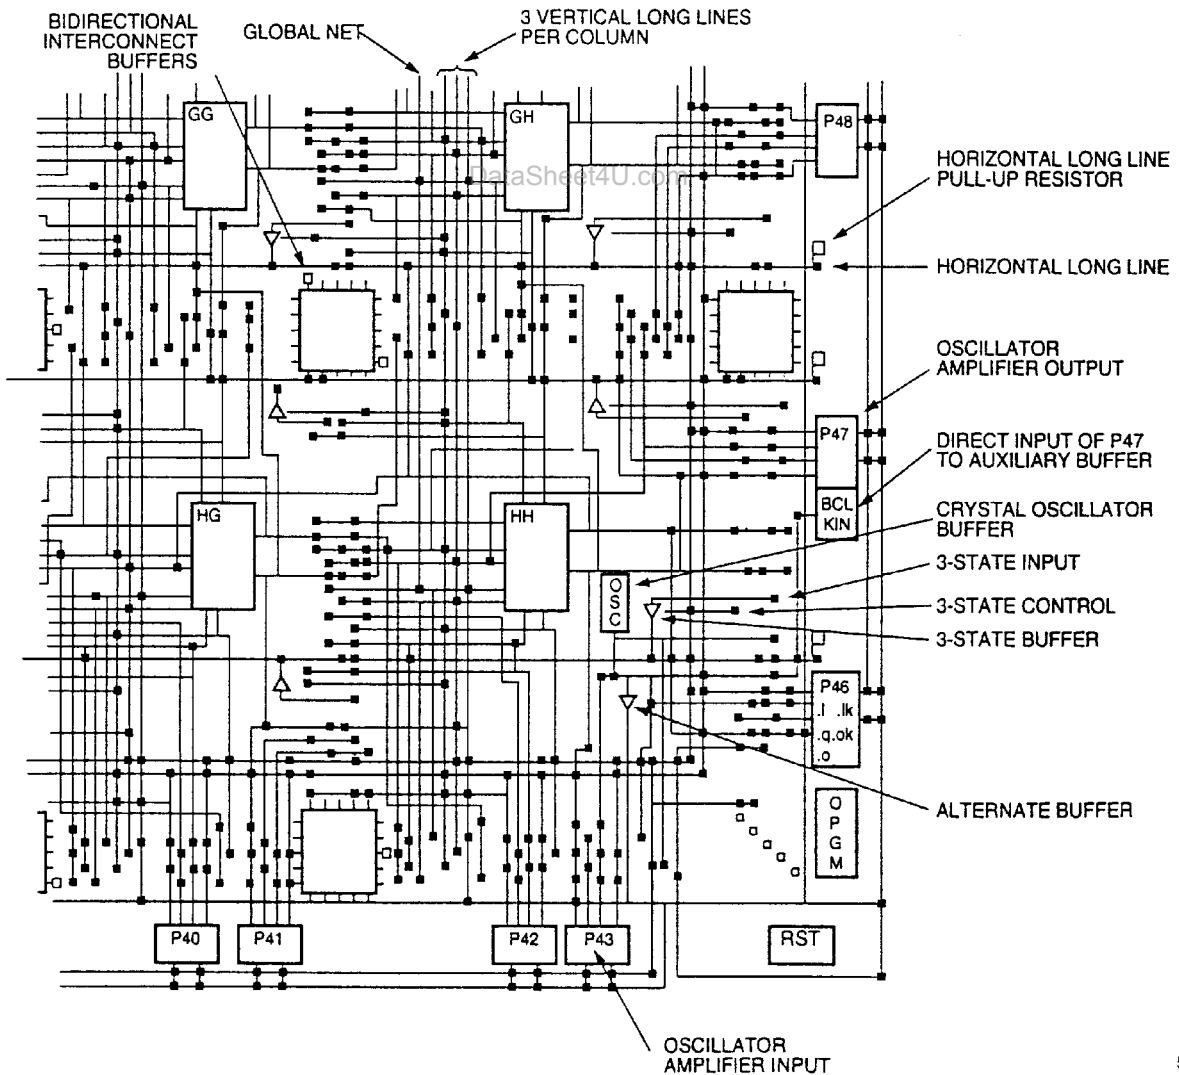 BIDIRECTIONAL
INTERCONNECT
BUFFERS
GLOBAL NET
3 VERTICAL LONG LINES
PER COLUMN
GG
GH
P48
DataSheet4U.com
HORIZONTAL LONG LINE
PULL-UP RESISTOR
HORIZONTAL LONG LINE
OSCILLATOR
AMPLIFIER OUTPUT
P47
DIRECT INPUT OF P47
TO AUXILIARY BUFFER
BCL
KIN
HG
HH
CRYSTAL OSCILLATOR
BUFFER
OSC
3-STATE INPUT
3-STATE CONTROL
3-STATE BUFFER
P46
.I .lk
.q.ok
.o
ALTERNATE BUFFER
OPGM
P40
P41
P42
P43
RST
OSCILLATOR
AMPLIFIER INPUT